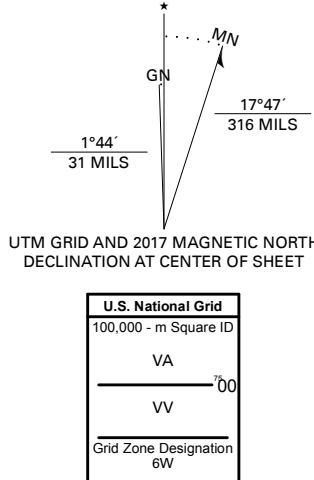 ★
MN
GN
1°44´
31 MILS
17°47´
316 MILS
UTM GRID AND 2017 MAGNETIC NORTH
DECLINATION AT CENTER OF SHEET
U.S. National Grid
100,000 - m Square ID
VA
7500
VV
Grid Zone Designation
6W